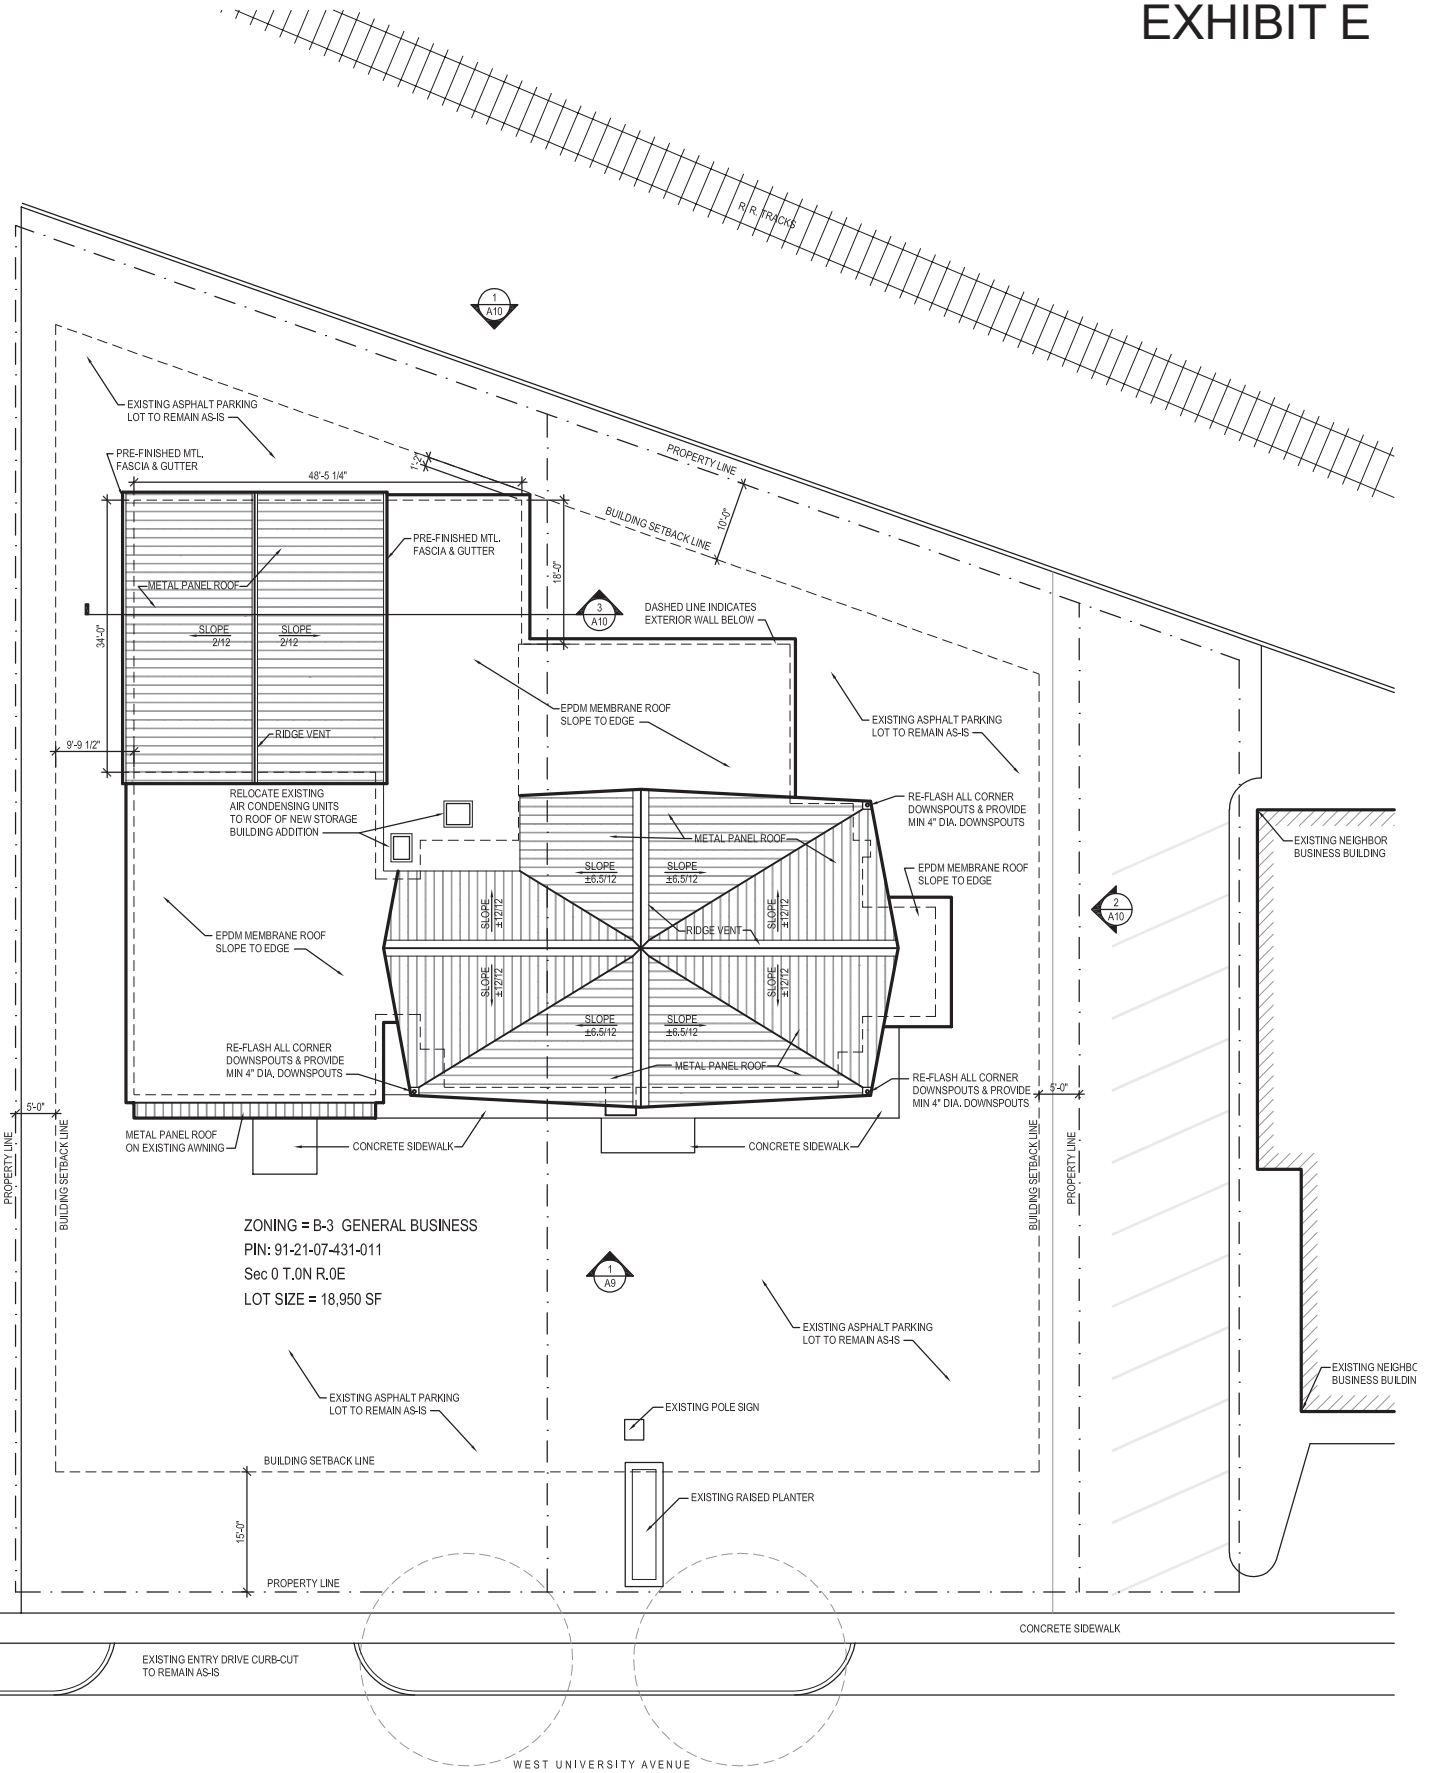 EXHIBIT E
R. R. TRACKS
1
A10
EXISTING ASPHALT PARKING
LOT TO REMAIN AS-IS
PRE-FINISHED MTL.
FASCIA & GUTTER
48'-5 1/4"
1'-2"
PROPERTY LINE
BUILDING SETBACK LINE
10'-0"
PRE-FINISHED MTL.
FASCIA & GUTTER
18'-0"
METAL PANEL ROOF
3
A10
DASHED LINE INDICATES
EXTERIOR WALL BELOW
34'-0"
SLOPE
2/12
SLOPE
2/12
EPDM MEMBRANE ROOF
SLOPE TO EDGE
EXISTING ASPHALT PARKING
LOT TO REMAIN AS-IS
9'-9 1/2"
RIDGE VENT
RELOCATE EXISTING
AIR CONDENSING UNITS
TO ROOF OF NEW STORAGE
BUILDING ADDITION
RE-FLASH ALL CORNER
DOWNSPOUTS & PROVIDE
MIN 4" DIA. DOWNSPOUTS
METAL PANEL ROOF
EXISTING NEIGHBOR
BUSINESS BUILDING
SLOPE
±6.5/12
SLOPE
±6.5/12
EPDM MEMBRANE ROOF
SLOPE TO EDGE
SLOPE
±12/12
SLOPE
±12/12
2
A10
RIDGE VENT
EPDM MEMBRANE ROOF
SLOPE TO EDGE
SLOPE
±12/12
SLOPE
±12/12
SLOPE
±6.5/12
SLOPE
±6.5/12
RE-FLASH ALL CORNER
DOWNSPOUTS & PROVIDE
MIN 4" DIA. DOWNSPOUTS
METAL PANEL ROOF
RE-FLASH ALL CORNER
DOWNSPOUTS & PROVIDE
MIN 4" DIA. DOWNSPOUTS
5'-0"
5'-0"
METAL PANEL ROOF
ON EXISTING AWNING
CONCRETE SIDEWALK
CONCRETE SIDEWALK
PROPERTY LINE
BUILDING SETBACK LINE
BUILDING SETBACK LINE
PROPERTY LINE
ZONING = B-3 GENERAL BUSINESS
PIN: 91-21-07-431-011
Sec 0 T.0N R.0E
LOT SIZE = 18,950 SF
1
A9
EXISTING ASPHALT PARKING
LOT TO REMAIN AS-IS
EXISTING NEIGHBC
BUSINESS BUILDIN
EXISTING ASPHALT PARKING
LOT TO REMAIN AS-IS
EXISTING POLE SIGN
BUILDING SETBACK LINE
EXISTING RAISED PLANTER
15'-0"
PROPERTY LINE
CONCRETE SIDEWALK
EXISTING ENTRY DRIVE CURB-CUT
TO REMAIN AS-IS
WEST UNIVERSITY AVENUE